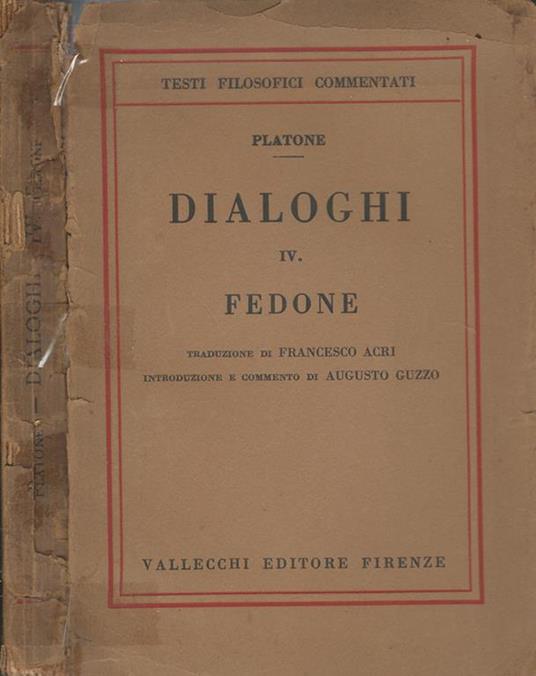 TESTI FILOSOFICI COMMENTATI
PLATONE
DIALOGHI
IV.
FEDONE
TRADUZIONE DI FRANCESCO ACRI
INTRODUZIONE E COMMENTO DI AUGUSTO GUZZO
VALLECCHI EDITORE FIRENZE
PLATONE — DIALOGHI IV.